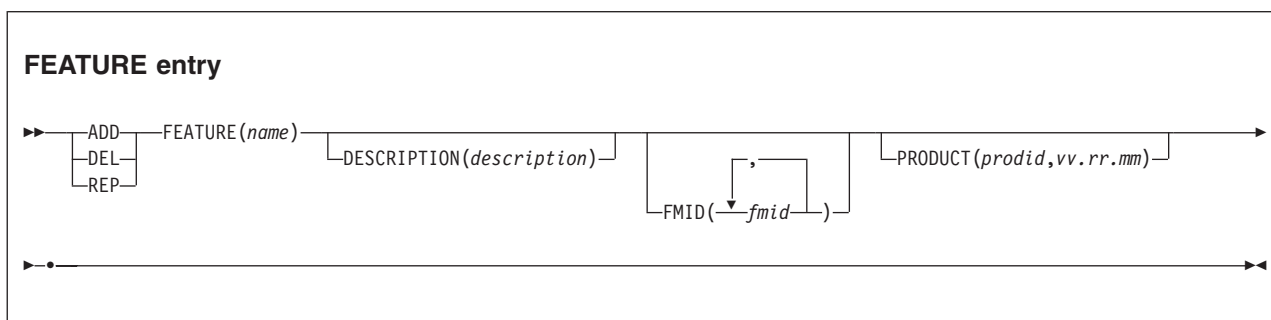 FEATURE entry
ADD FEATURE(name)
DEL DESCRIPTION(description) , PRODUCT(prodid,vv.rr.mm)
REP
FMID( fmid )